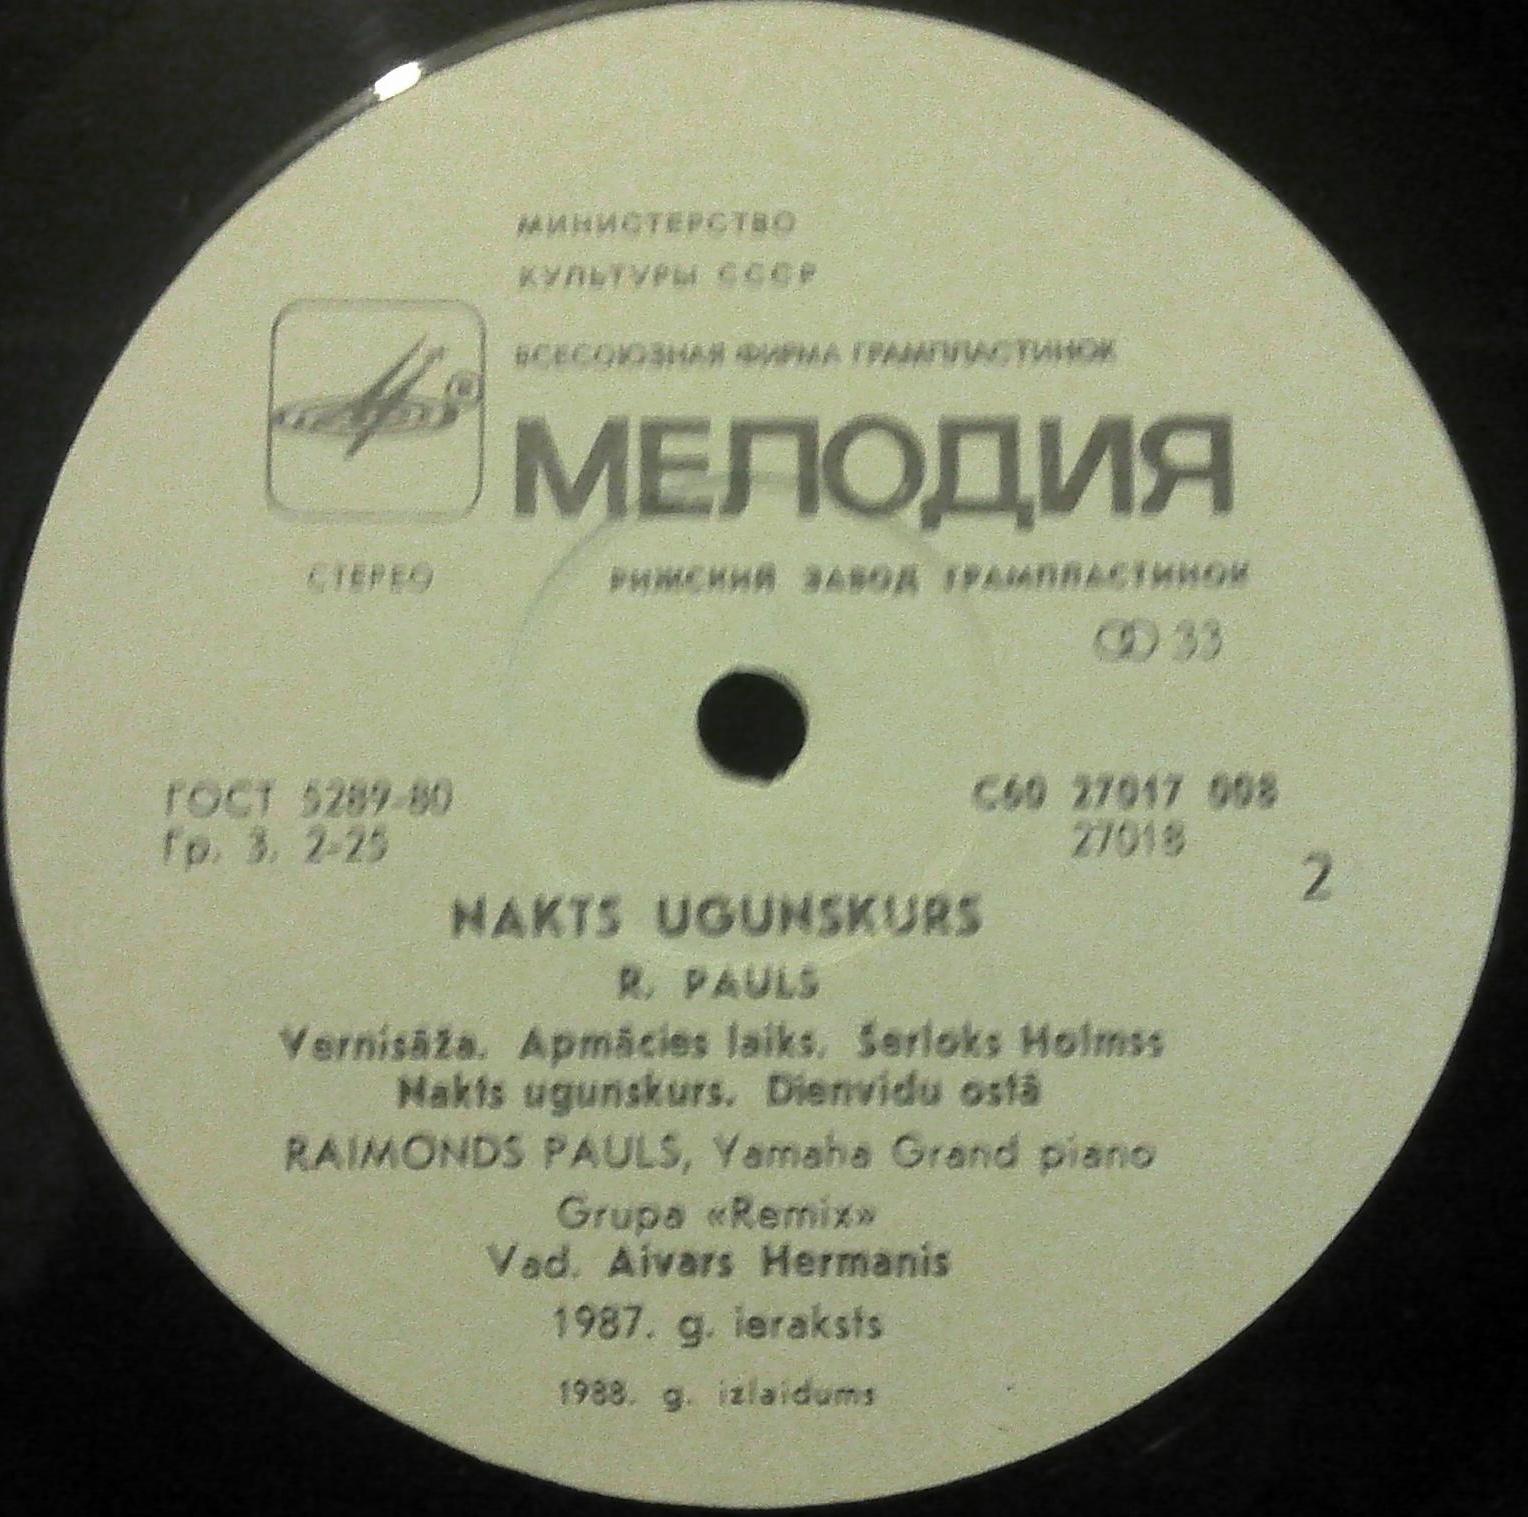 МИНИСТЕРСТВО
КУЛЬТУРЫ СССР
ВСЕСОЮЗНАЯ ФИРМА ГРАМПЛАСТИНОК
®
МЕЛОДИЯ
СТЕРЕО
РИЖСКИЙ ЗАВОД ГРАМПЛАСТИНОК
33
ГОСТ 5289-80
Гр. 3. 2-25
С60 27017 008
27018
2
NAKTS UGUNSKURS
R. PAULS
Vernisāža. Apmācies laiks. Šerloks Holmss
Nakts ugunskurs. Dienvidu ostā
RAIMONDS PAULS, Yamaha Grand piano
Grupa «Remix»
Vad. Aivars Hermanis
1987. g. ieraksts
1988. g. izlaidums